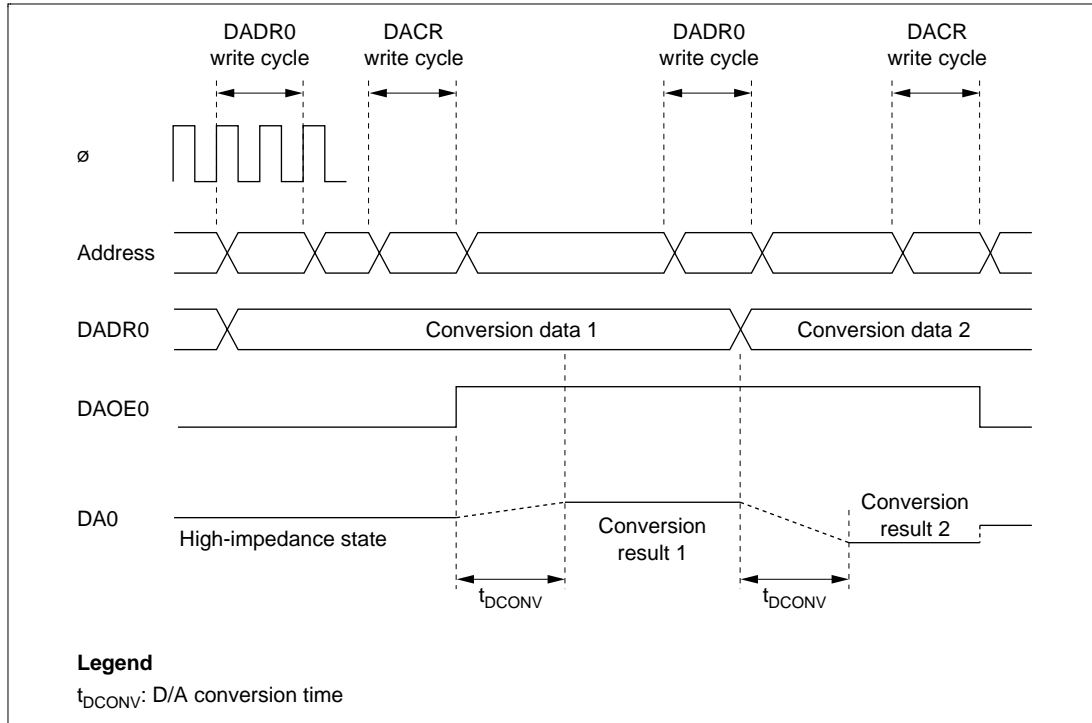 DADR0
write cycle
DACR
write cycle
DADR0
write cycle
DACR
write cycle
ø
Address
DADR0
Conversion data 1
Conversion data 2
DAOE0
DA0
High-impedance state
Conversion
result 1
Conversion
result 2
tDCONV
tDCONV
Legend
tDCONV: D/A conversion time